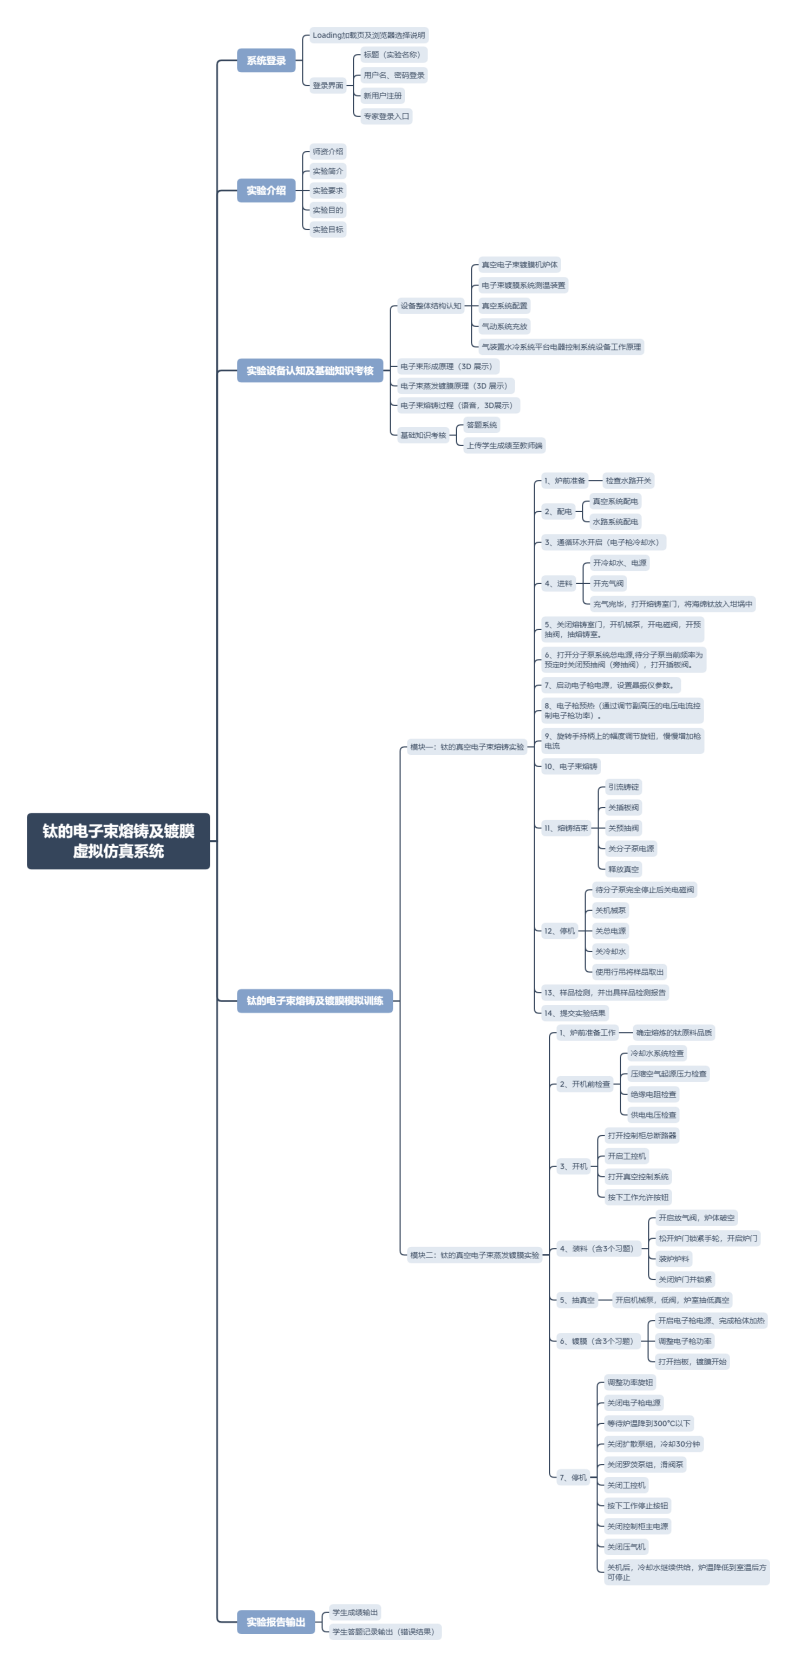 钛的电子束熔铸及镀膜
虚拟仿真系统
系统登录
Loading加载页及浏览器选择说明
登录界面
标题（实验名称）
用户名、密码登录
新用户注册
专家登录入口
实验介绍
师资介绍
实验简介
实验要求
实验目的
实验目标
实验设备认知及基础知识考核
设备整体结构认知
真空电子束镀膜机炉体
电子束镀膜系统测温装置
真空系统配置
气动系统充放
气装置水冷系统平台电器控制系统设备工作原理
电子束形成原理（3D 展示）
电子束蒸发镀膜原理（3D 展示）
电子束熔铸过程（语音，3D展示）
基础知识考核
答题系统
上传学生成绩至教师端
钛的电子束熔铸及镀膜模拟训练
模块一：钛的真空电子束熔铸实验
1、炉前准备
检查水路开关
2、配电
真空系统配电
水路系统配电
3、通循环水开启（电子枪冷却水）
4、进料
开冷却水、电源
开充气阀
充气完毕，打开熔铸室门，将海绵钛放入坩埚中
5、关闭熔铸室门，开机械泵，开电磁阀，开预
抽阀，抽熔铸室。
6、打开分子泵系统总电源,待分子泵当前频率为
预定时关闭预抽阀（旁抽阀），打开插板阀。
7、启动电子枪电源，设置晶振仪参数。
8、电子枪预热（通过调节副高压的电压电流控
制电子枪功率）。
9、旋转手持柄上的幅度调节旋钮，慢慢增加枪
电流
10、电子束熔铸
11、熔铸结束
引流铸锭
关插板阀
关预抽阀
关分子泵电源
释放真空
12、停机
待分子泵完全停止后关电磁阀
关机械泵
关总电源
关冷却水
使用行吊将样品取出
13、样品检测，并出具样品检测报告
14、提交实验结果
模块二：钛的真空电子束蒸发镀膜实验
1、炉前准备工作
确定熔炼的钛原料品质
2、开机前检查
冷却水系统检查
压缩空气起源压力检查
绝缘电阻检查
供电电压检查
3、开机
打开控制柜总断路器
开启工控机
打开真空控制系统
按下工作允许按钮
4、装料（含3个习题）
开启放气阀，炉体破空
松开炉门锁紧手轮，开启炉门
装炉炉料
关闭炉门并锁紧
5、抽真空
开启机械泵，低阀，炉室抽低真空
6、镀膜（含3个习题）
开启电子枪电源、完成枪体加热
调整电子枪功率
打开挡板，镀膜开始
7、停机
调整功率旋钮
关闭电子枪电源
等待炉温降到300℃以下
关闭扩散泵组，冷却30分钟
关闭罗茨泵组，滑阀泵
关闭工控机
按下工作停止按钮
关闭控制柜主电源
关闭压气机
关机后，冷却水继续供给，炉温降低到室温后方
可停止
实验报告输出
学生成绩输出
学生答题记录输出（错误结果）